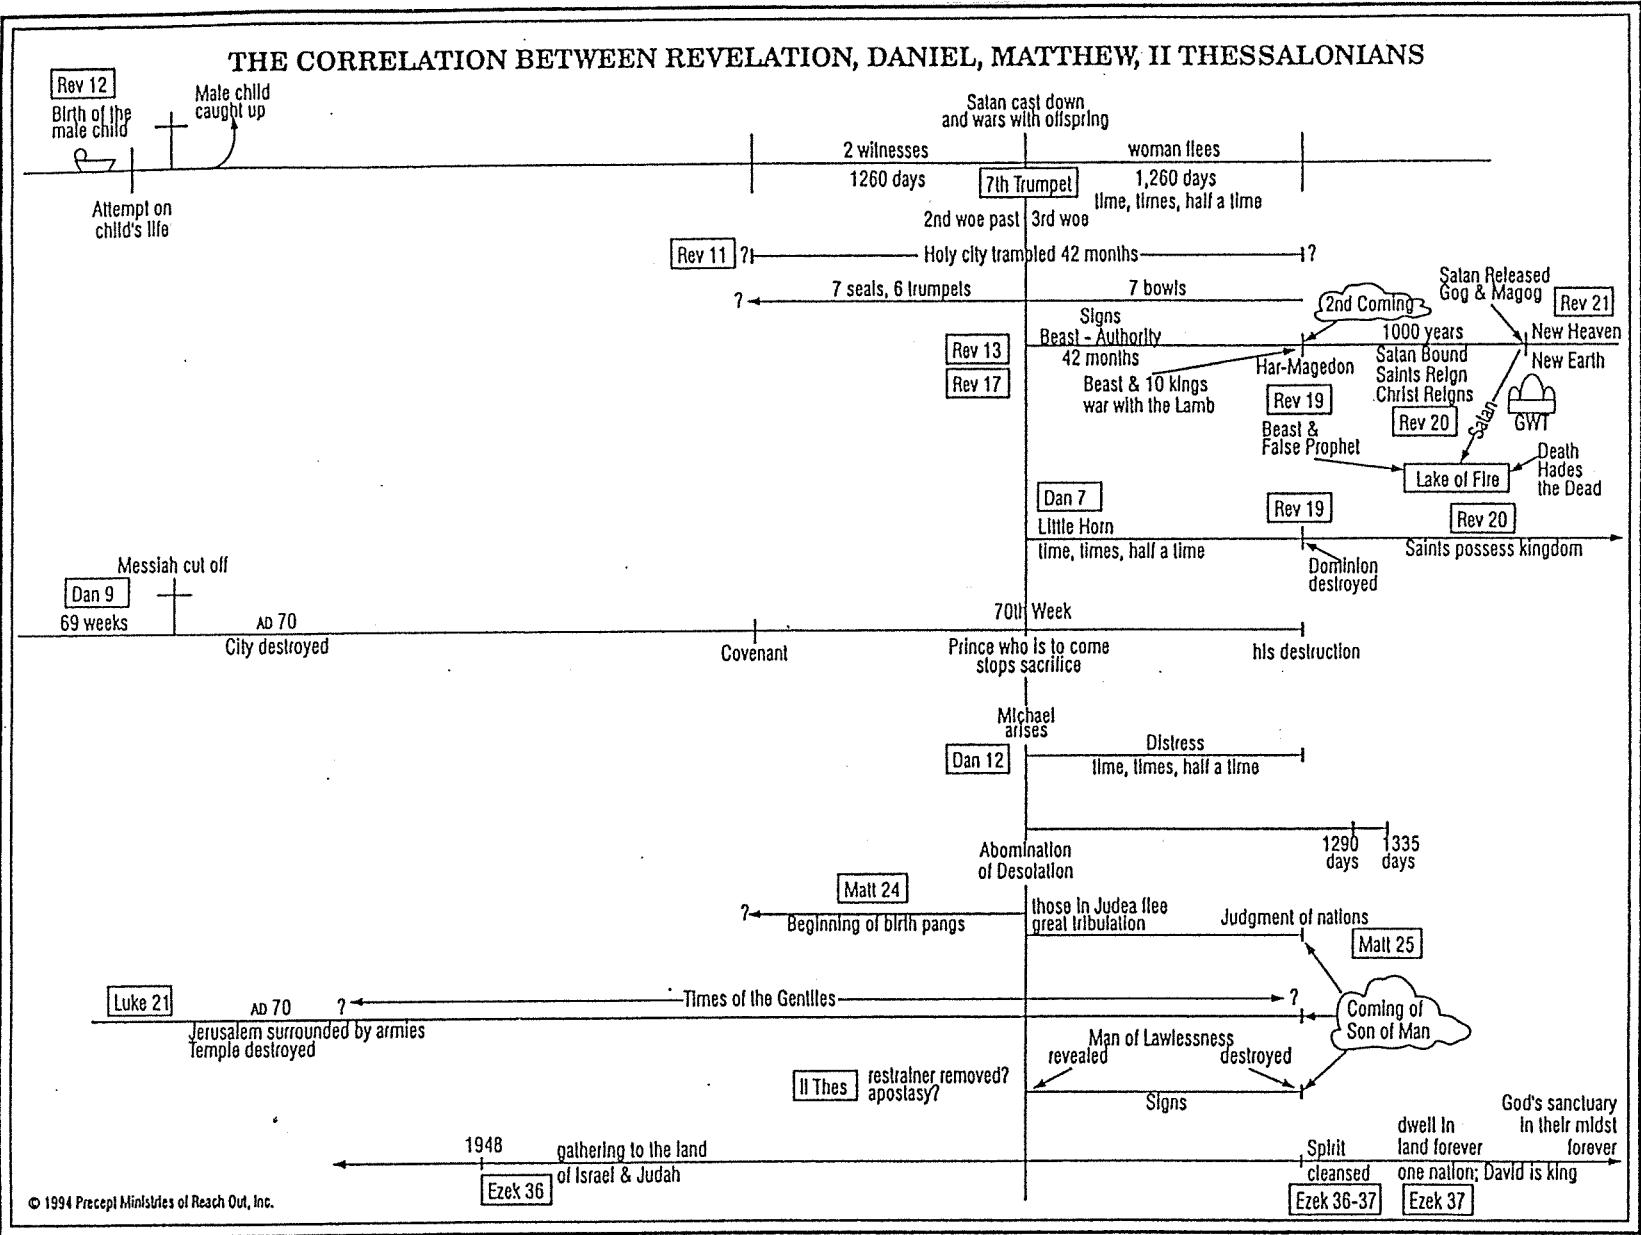 THE CORRELATION BETWEEN REVELATION, DANIEL, MATTHEW, II THESSALONIANS
Rev 12
Birth of the
male child
Male child
caught up
Attempt on
child's life
Satan cast down
and wars with offspring
2 witnesses
1260 days
7th Trumpet
woman flees
1,260 days
time, times, half a time
2nd woe past
3rd woe
Rev 11
?
Holy city trampled 42 months
?
?
7 seals, 6 trumpets
7 bowls
2nd Coming
Satan Released
Gog & Magog
Rev 21
Rev 13
Rev 17
Signs
Beast - Authority
42 months
Beast & 10 kings
war with the Lamb
Har-Magedon
Rev 19
Beast &
False Prophet
1000 years
Satan Bound
Saints Reign
Christ Reigns
Rev 20
Satan
New Heaven
New Earth
GWT
Lake of Fire
Death
Hades
the Dead
Dan 7
Little Horn
time, times, half a time
Rev 19
Dominion
destroyed
Rev 20
Saints possess kingdom
Messiah cut off
Dan 9
69 weeks
AD 70
City destroyed
Covenant
70th Week
Prince who is to come
stops sacrifice
his destruction
Michael
arises
Dan 12
Distress
time, times, half a time
1290
days
1335
days
Abomination
of Desolation
Matt 24
?
Beginning of birth pangs
those in Judea flee
great tribulation
Judgment of nations
Matt 25
Luke 21
AD 70
?
Times of the Gentiles
?
Jerusalem surrounded by armies
Temple destroyed
Coming of
Son of Man
Man of Lawlessness
revealed
destroyed
II Thes
restrainer removed?
apostasy?
Signs
1948
gathering to the land
of Israel & Judah
Ezek 36
Spirit
cleansed
Ezek 36-37
dwell in
land forever
one nation; David is king
Ezek 37
God's sanctuary
in their midst
forever
© 1994 Precept Ministries of Reach Out, Inc.